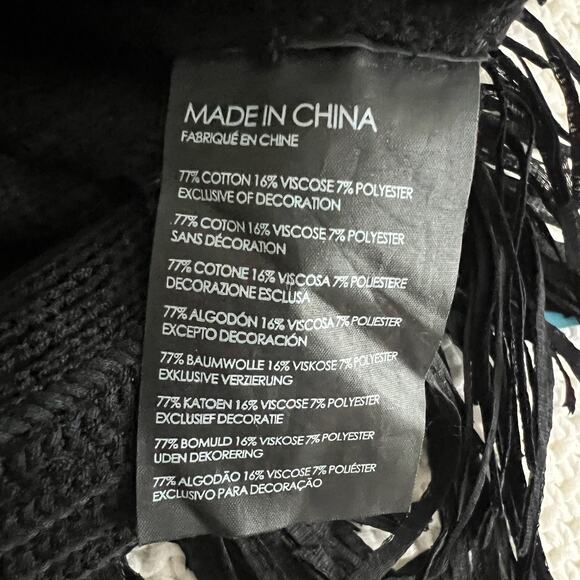 MADE IN CHINA
FABRIQUÉ EN CHINE
77% COTTON 16% VISCOSE 7% POLYESTER
EXCLUSIVE OF DECORATION
77% COTON 16% VISCOSE 7% POLYESTER
SANS DÉCORATION
77% COTONE 16% VISCOSA 7% POLIESTERE
DECORAZIONE ESCLUSA
77% ALGODÓN 16% VISCOSA 7% POLIESTER
EXCEPTO DECORACIÓN
77% BAUMWOLLE 16% VISKOSE 7% POLYESTER
EXKLUSIVE VERZIERUNG
77% KATOEN 16% VISCOSE 7% POLYESTER
EXCLUSIEF DECORATIE
77% BOMULD 16% VISKOSE 7% POLYESTER
UDEN DEKORERING
77% ALGODÃO 16% VISCOSE 7% POLIÉSTER
EXCLUSIVO PARA DECORAÇÃO